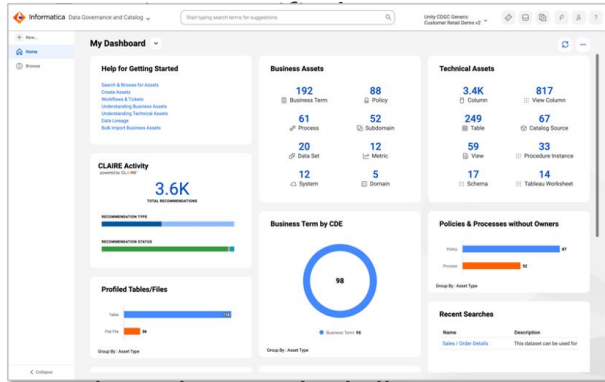 Informatica Data Governance and Catalog
Start typing search terms for suggestions.
Unity CDGC Generic
Customer Retail Demo v2
New...
Home
Browse
My Dashboard
Help for Getting Started
Search & Browse for Assets
Create Assets
Workflows & Tickets
Understanding Business Assets
Understanding Technical Assets
Data Lineage
Bulk Import Business Assets
Business Assets
192 88
Business Term Policy
61 52
Process Subdomain
20 12
Data Set Metric
12 5
System Domain
Technical Assets
3.4K 817
Column View Column
249 67
Table Catalog Source
59 33
View Procedure Instance
17 14
Schema Tableau Worksheet
CLAIRE Activity
powered by CLAIRE
3.6K
TOTAL RECOMMENDATIONS
RECOMMENDATION TYPE
RECOMMENDATION STATUS
Business Term by CDE
98
Business Term 98
Group By: Asset Type
Policies & Processes without Owners
Policy 87
Process 52
Group By: Asset Type
Profiled Tables/Files
Table
Flat File 36
Group By: Asset Type
Recent Searches
Name Description
Sales / Order Details This dataset can be used for
Collapse